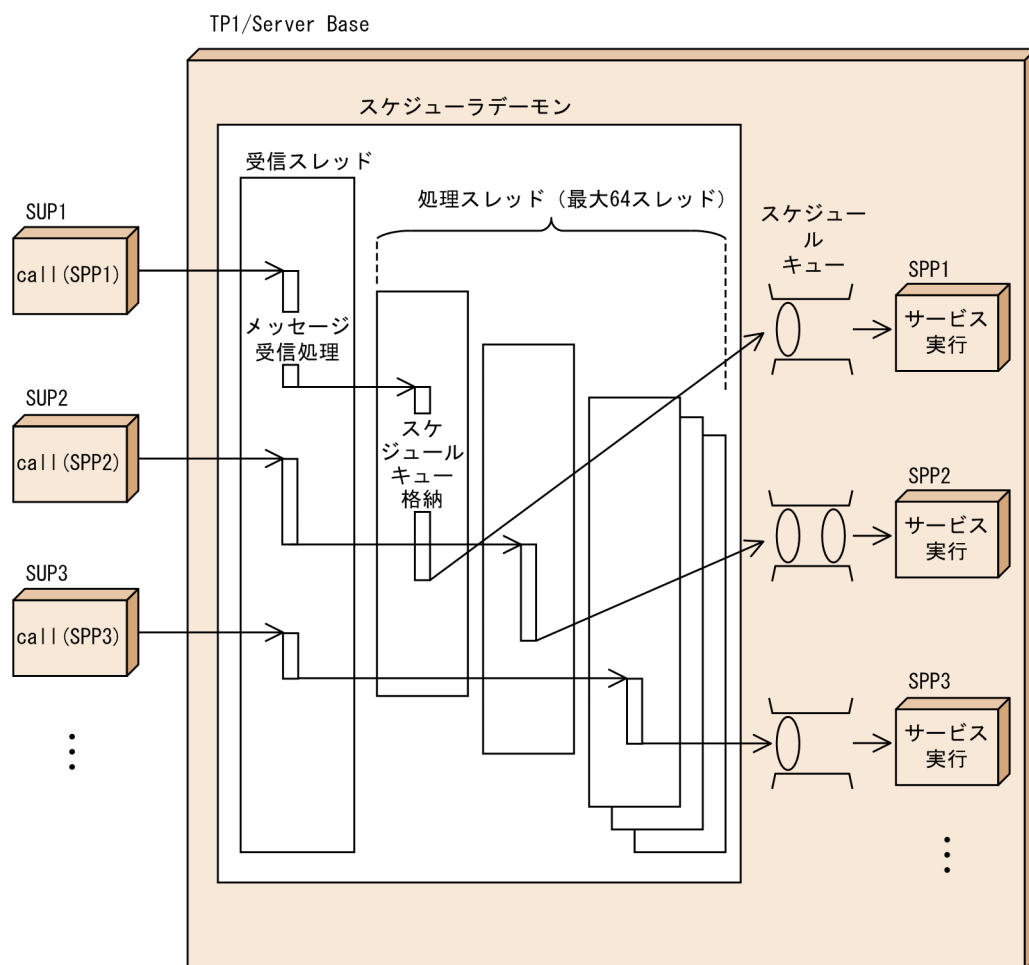 TP1/Server Base
スケジューラデーモン
受信スレッド
処理スレッド（最大64スレッド）
スケジュー
ル
キュー
SUP1
call(SPP1)
メッセージ
受信処理
SPP1
サービス
実行
SUP2
call(SPP2)
スケ
ジュール
キュー
格納
SPP2
サービス
実行
SUP3
call(SPP3)
SPP3
サービス
実行